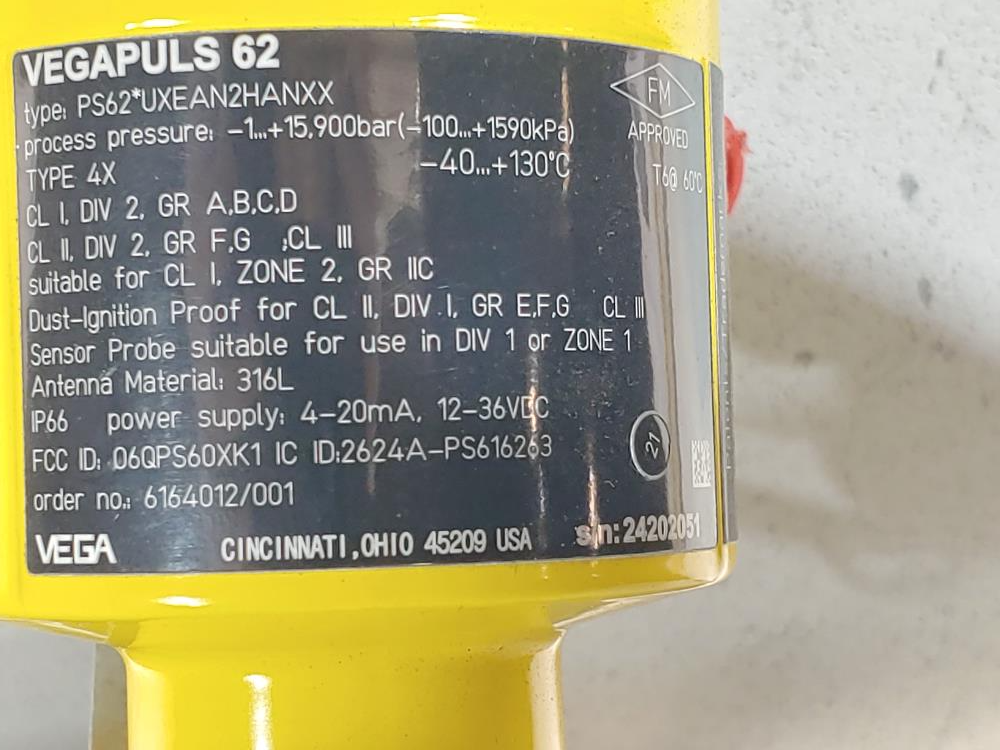 VEGAPULS 62
type: PS62*UXEAN2HANXX
process pressure: -1...+15,900bar(-100...+1590kPa)
FM
APPROVED
TYPE 4X -40...+130°C
T6@ 60°C
CL I, DIV 2, GR A,B,C,D
CL II, DIV 2, GR F,G ;CL III
suitable for CL I, ZONE 2, GR IIC
Dust-Ignition Proof for CL II, DIV.I, GR E,F,G CL III
Sensor Probe suitable for use in DIV 1 or ZONE 1
Antenna Material: 316L
IP66 power supply: 4-20mA, 12-36VDC
FCC ID: O6QPS60XK1 IC ID:2624A-PS616263
21
order no.: 6164012/001
VEGA CINCINNATI,OHIO 45209 USA s/n: 24202051